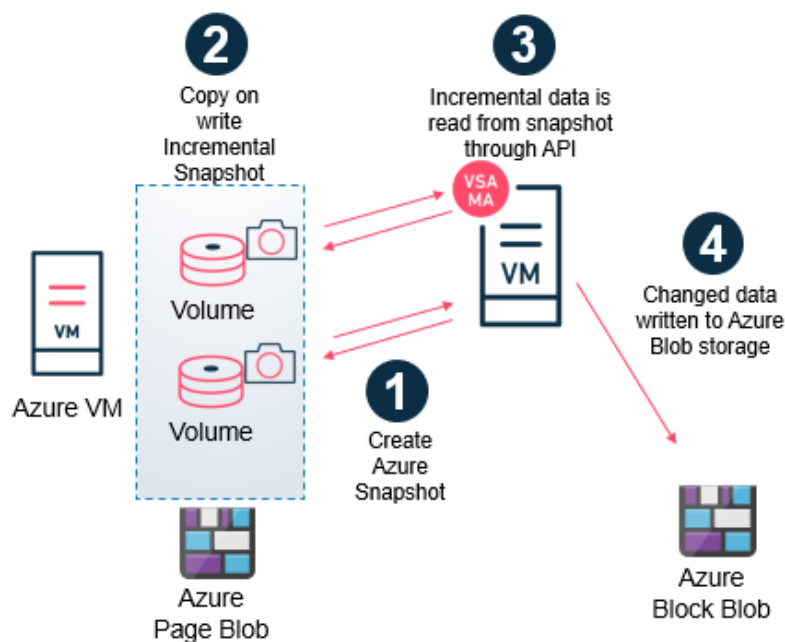 2
Copy on
write
Incremental
Snapshot
3
Incremental data is
read from snapshot
through API
VSA
MA
VM
4
Changed data
written to Azure
Blob storage
VM
Azure VM
Volume
Volume
1
Create
Azure
Snapshot
Azure
Page Blob
Azure
Block Blob